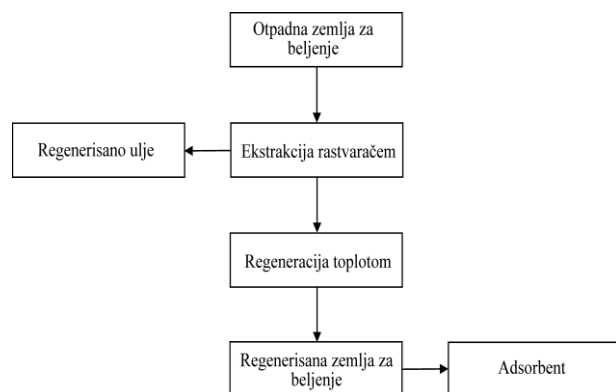 Otpadna zemlja za
beljenje
Regenerisano ulje
Ekstrakcija rastvaračem
Regeneracija toplotom
Regenerisana zemlja za
beljenje
Adsorbent